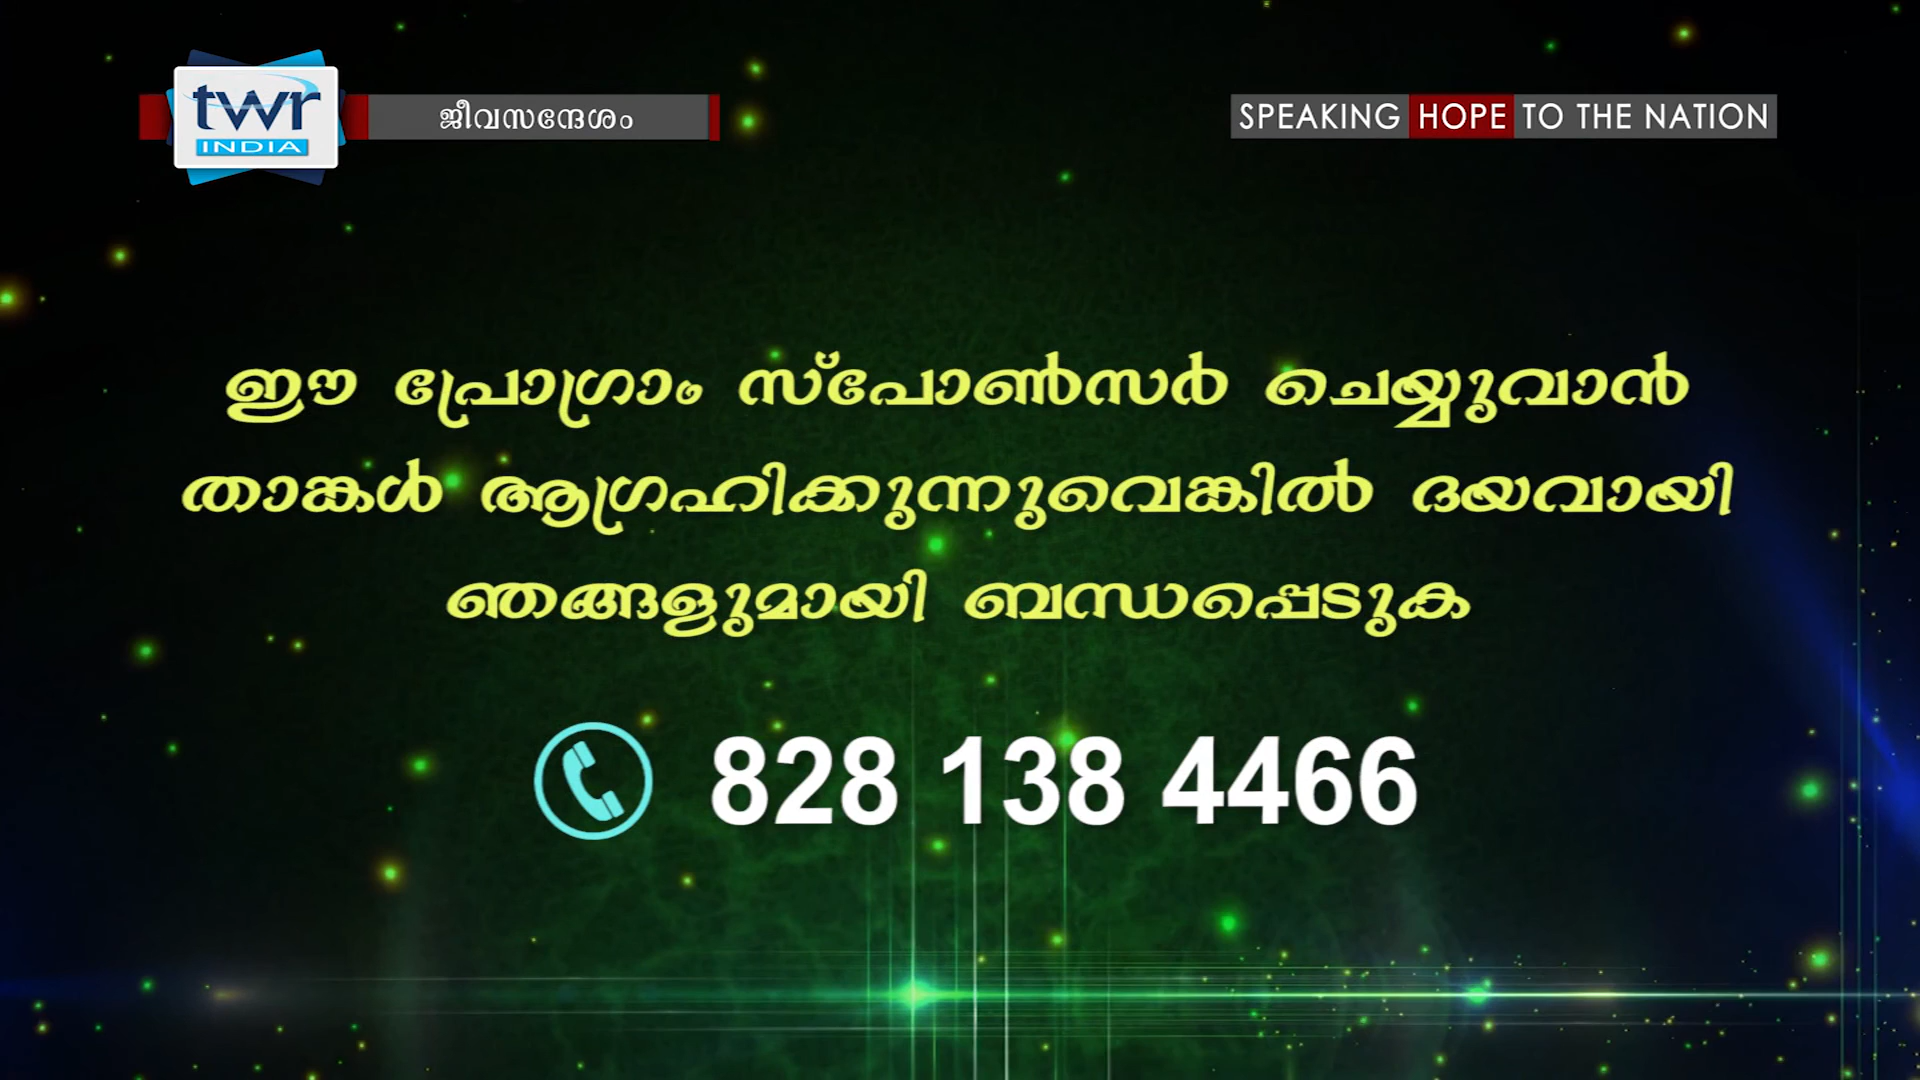 twr
INDIA
ജീവസന്ദേശം
SPEAKING HOPE TO THE NATION
ഈ പ്രോഗ്രാം സ്പോൺസർ ചെയ്യുവാൻ
താങ്കൾ ആഗ്രഹിക്കുന്നുവെങ്കിൽ ദയവായി
ഞങ്ങളുമായി ബന്ധപ്പെടുക
828 138 4466